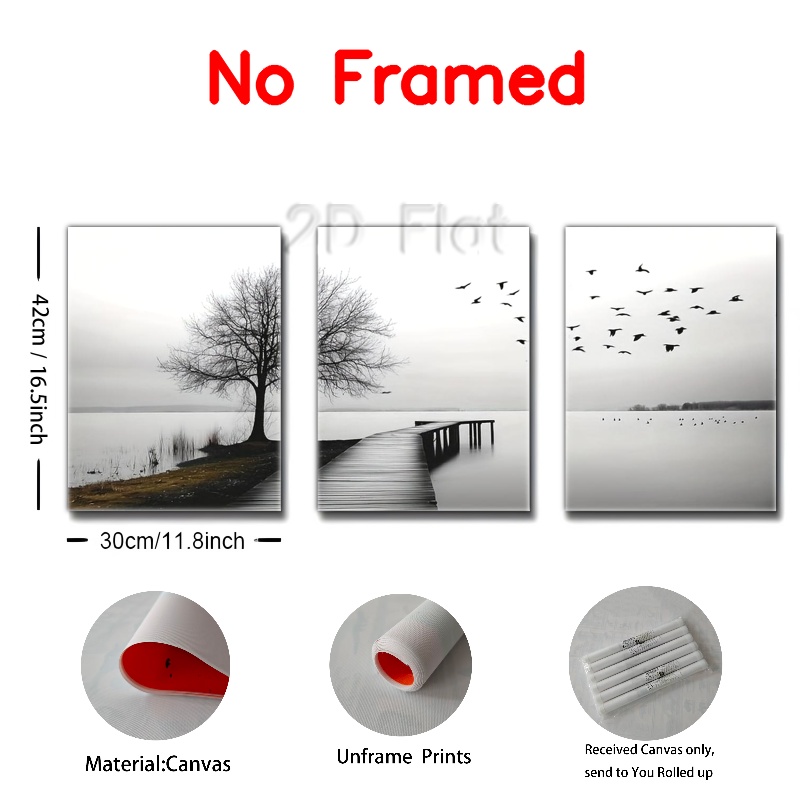 No Framed
2D Flat
42cm / 16.5inch
30cm/11.8inch
Material:Canvas
Unframe Prints
Received Canvas only,
send to You Rolled up